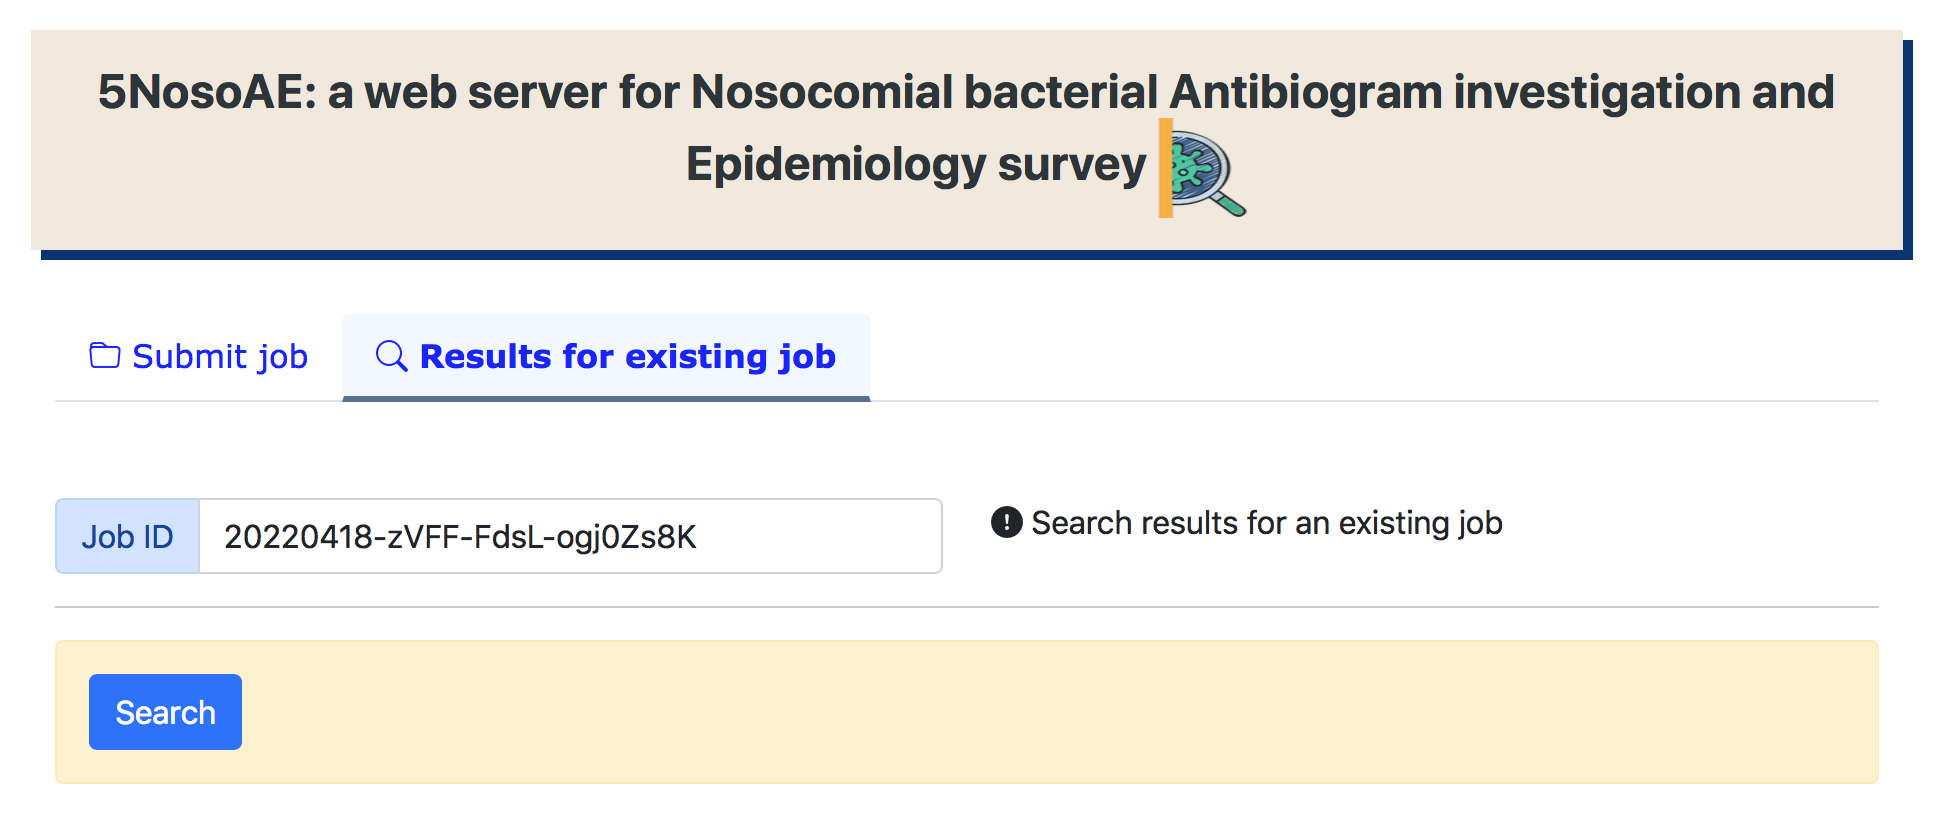 5NosoAE: a web server for Nosocomial bacterial Antibiogram investigation and
Epidemiology survey
Submit job
Results for existing job
Job ID
20220418-zVFF-FdsL-ogj0Zs8K
Search results for an existing job
Search